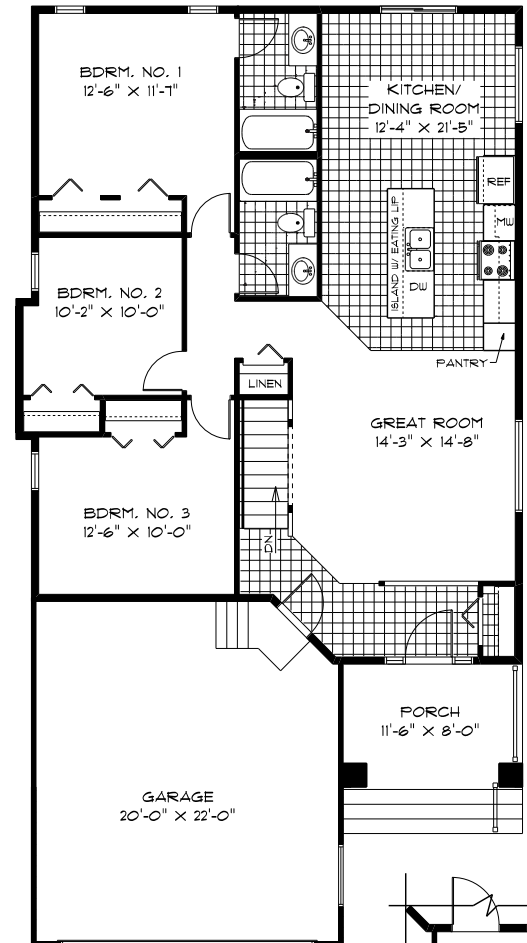 BDRM. NO. 1
12'-6" X 11'-7"
KITCHEN/
DINING ROOM
12'-4" X 21'-5"
REF
MW
ISLAND W/ EATING LIP
DW
BDRM. NO. 2
10'-2" X 10'-0"
PANTRY
LINEN
GREAT ROOM
14'-3" X 14'-8"
BDRM. NO. 3
12'-6" X 10'-0"
DN
PORCH
11'-6" X 8'-0"
GARAGE
20'-0" X 22'-0"